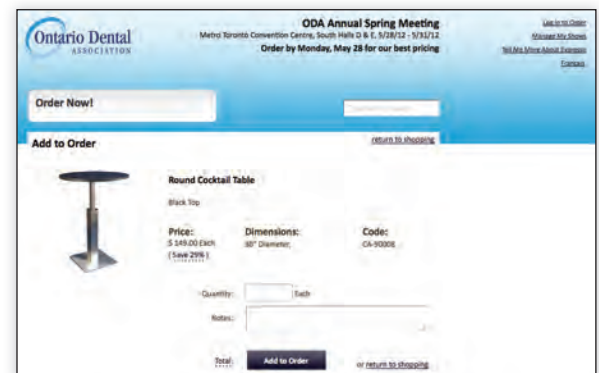 Ontario Dental
ASSOCIATION
ODA Annual Spring Meeting
Metro Toronto Convention Centre, South Halls D & E, 5/28/12 - 5/31/12
Order by Monday, May 28 for our best pricing
Log In to Order
Manage My Shows
Tell Me More About Expresso
Français
Order Now!
Add to Order
return to shopping
Round Cocktail Table
Black Top
Price:
Dimensions:
Code:
$ 149.00 Each
30" Diameter,
CA-90008
(Save 29%)
Quantity:
Each
Notes:
Total:
Add to Order
or return to shopping